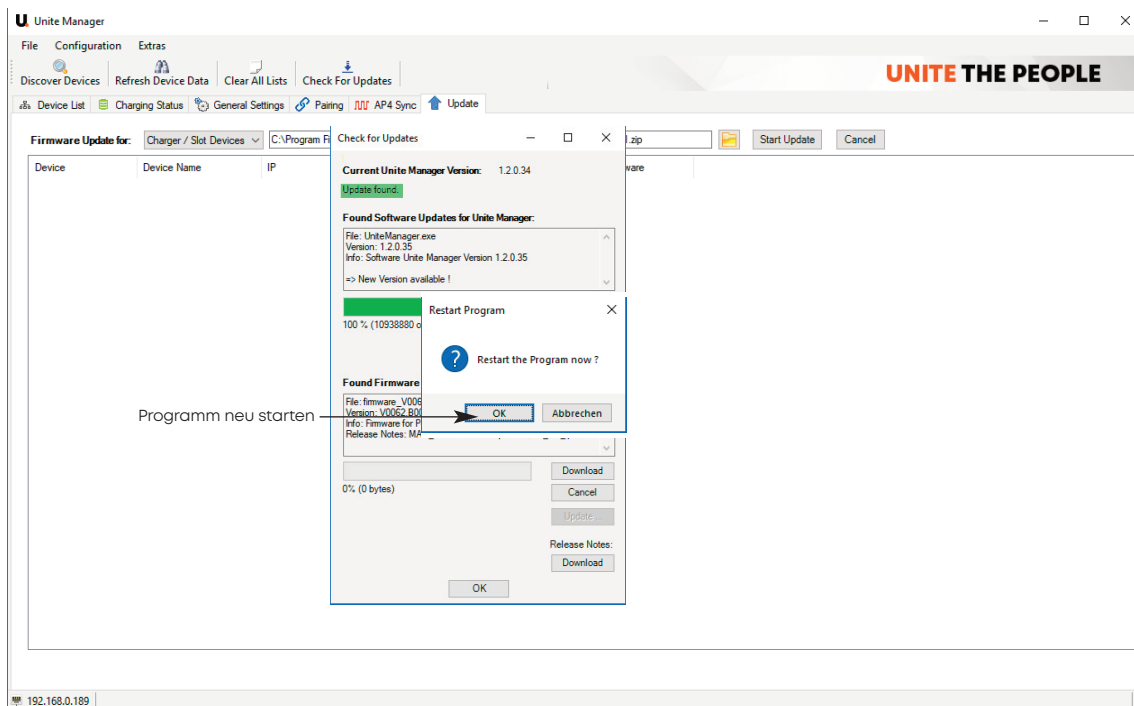 Unite Manager
File Configuration Extras
Discover Devices Refresh Device Data Clear All Lists Check For Updates
UNITE THE PEOPLE
Device List Charging Status General Settings Pairing AP4 Sync Update
Firmware Update for: Charger / Slot Devices C:\Program Fi .zip Start Update Cancel
Device Device Name IP ware
Check for Updates
Current Unite Manager Version: 1.2.0.34
Update found.
Found Software Updates for Unite Manager:
File: UniteManager.exe
Version: 1.2.0.35
Info: Software Unite Manager Version 1.2.0.35
=> New Version available !
100 % (10938880 o
Restart Program
Restart the Program now ?
OK Abbrechen
Programm neu starten
Found Firmware
File: firmware_V006
Version: V0062.B00
Info: Firmware for P
Release Notes: MA
Download
0% (0 bytes)
Cancel
Update ...
Release Notes:
Download
OK
192.168.0.189